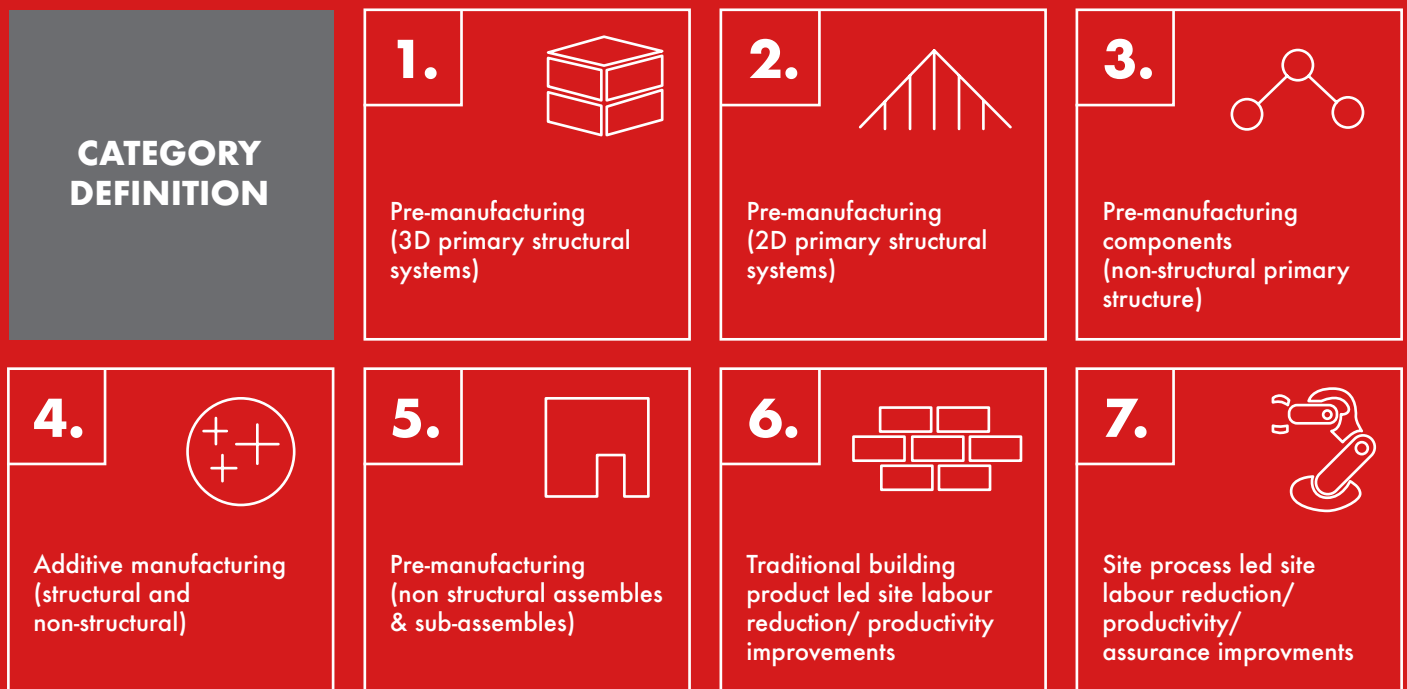 CATEGORY
DEFINITION
1.
Pre-manufacturing
(3D primary structural
systems)
2.
Pre-manufacturing
(2D primary structural
systems)
3.
Pre-manufacturing
components
(non-structural primary
structure)
4.
Additive manufacturing
(structural and
non-structural)
5.
Pre-manufacturing
(non structural assembles
& sub-assembles)
6.
Traditional building
product led site labour
reduction/ productivity
improvements
7.
Site process led site
labour reduction/
productivity/
assurance improvments